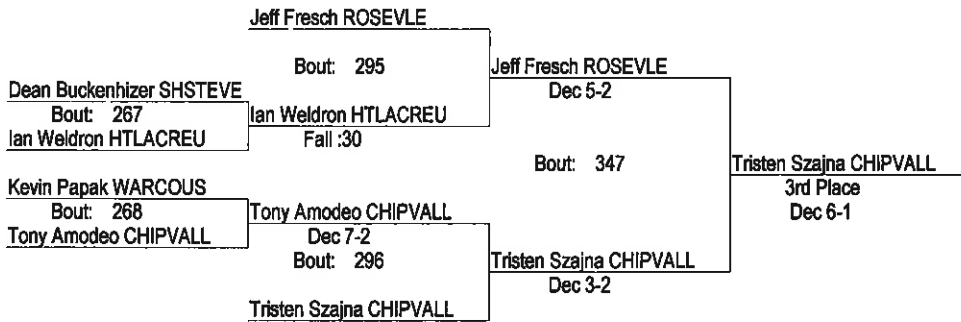 Jeff Fresch ROSEVLE
Bout: 295
Jeff Fresch ROSEVLE
Dec 5-2
Dean Buckenhizer SHSTEVE
Bout: 267
Ian Weldron HTLACREU
Ian Weldron HTLACREU
Fall :30
Bout: 347
Tristen Szajna CHIPVALL
3rd Place
Dec 6-1
Kevin Papak WARCOUS
Bout: 268
Tony Amodeo CHIPVALL
Tony Amodeo CHIPVALL
Dec 7-2
Bout: 296
Tristen Szajna CHIPVALL
Dec 3-2
Tristen Szajna CHIPVALL